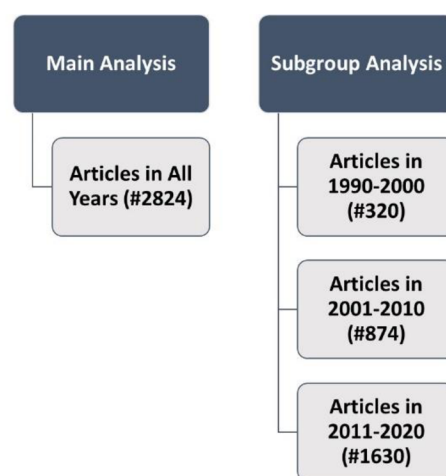 Main Analysis
Articles in All
Years (#2824)
Subgroup Analysis
Articles in
1990-2000
(#320)
Articles in
2001-2010
(#874)
Articles in
2011-2020
(#1630)